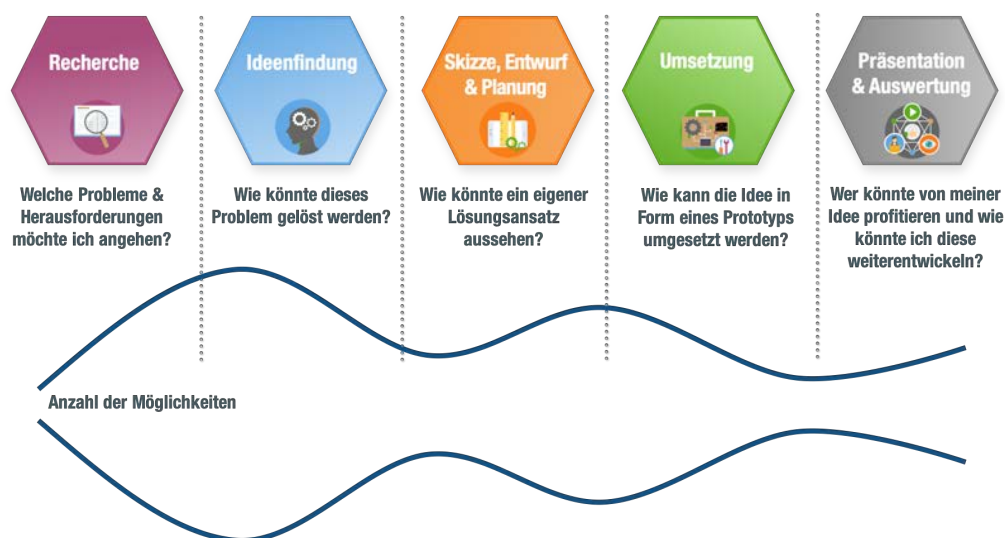 Recherche
Ideenfindung
Skizze, Entwurf
& Planung
Umsetzung
Präsentation
& Auswertung
Welche Probleme &
Herausforderungen
möchte ich angehen?
Wie könnte dieses
Problem gelöst werden?
Wie könnte ein eigener
Lösungsansatz
aussehen?
Wie kann die Idee in
Form eines Prototyps
umgesetzt werden?
Wer könnte von meiner
Idee profitieren und wie
könnte ich diese
weiterentwickeln?
Anzahl der Möglichkeiten